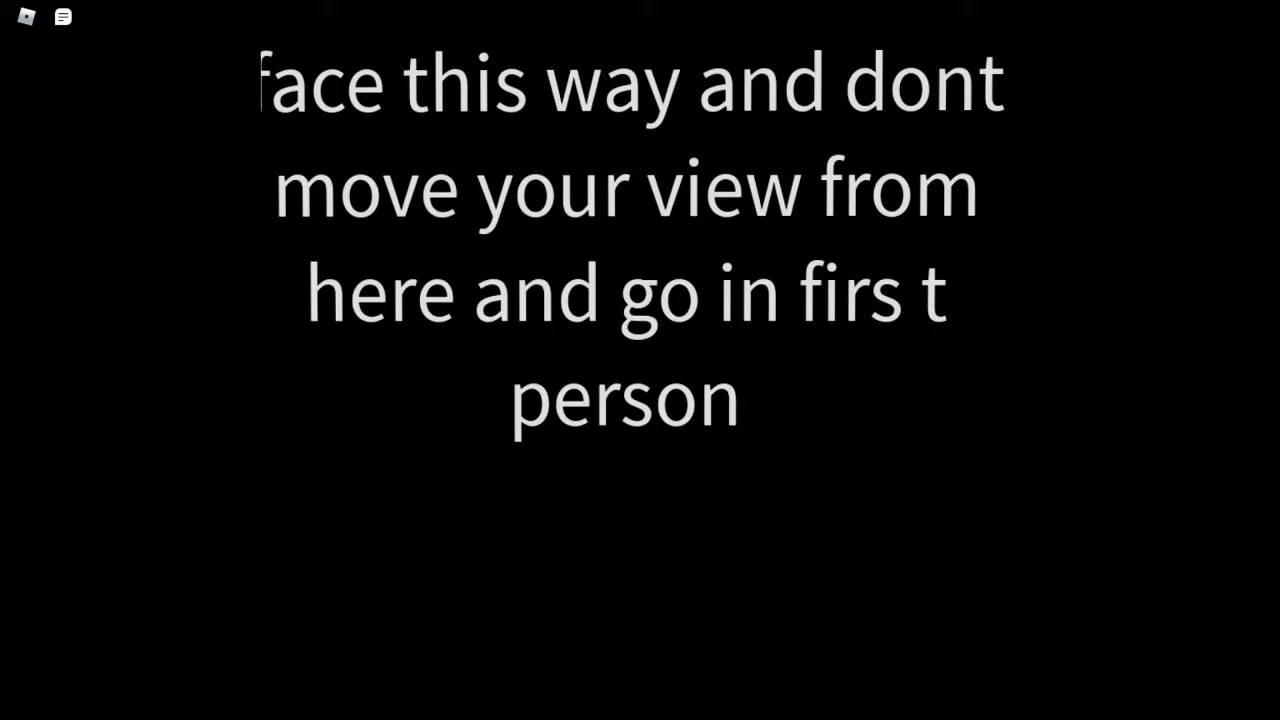 face this way and dont
move your view from
here and go in firs t
person